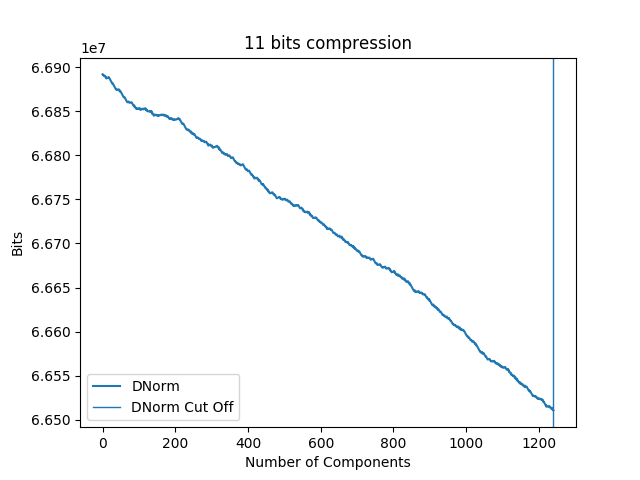 11 bits compression
1e7
6.690
6.685
6.680
6.675
6.670
6.665
6.660
6.655
6.650
Bits
DNorm
DNorm Cut Off
0 200 400 600 800 1000 1200
Number of Components